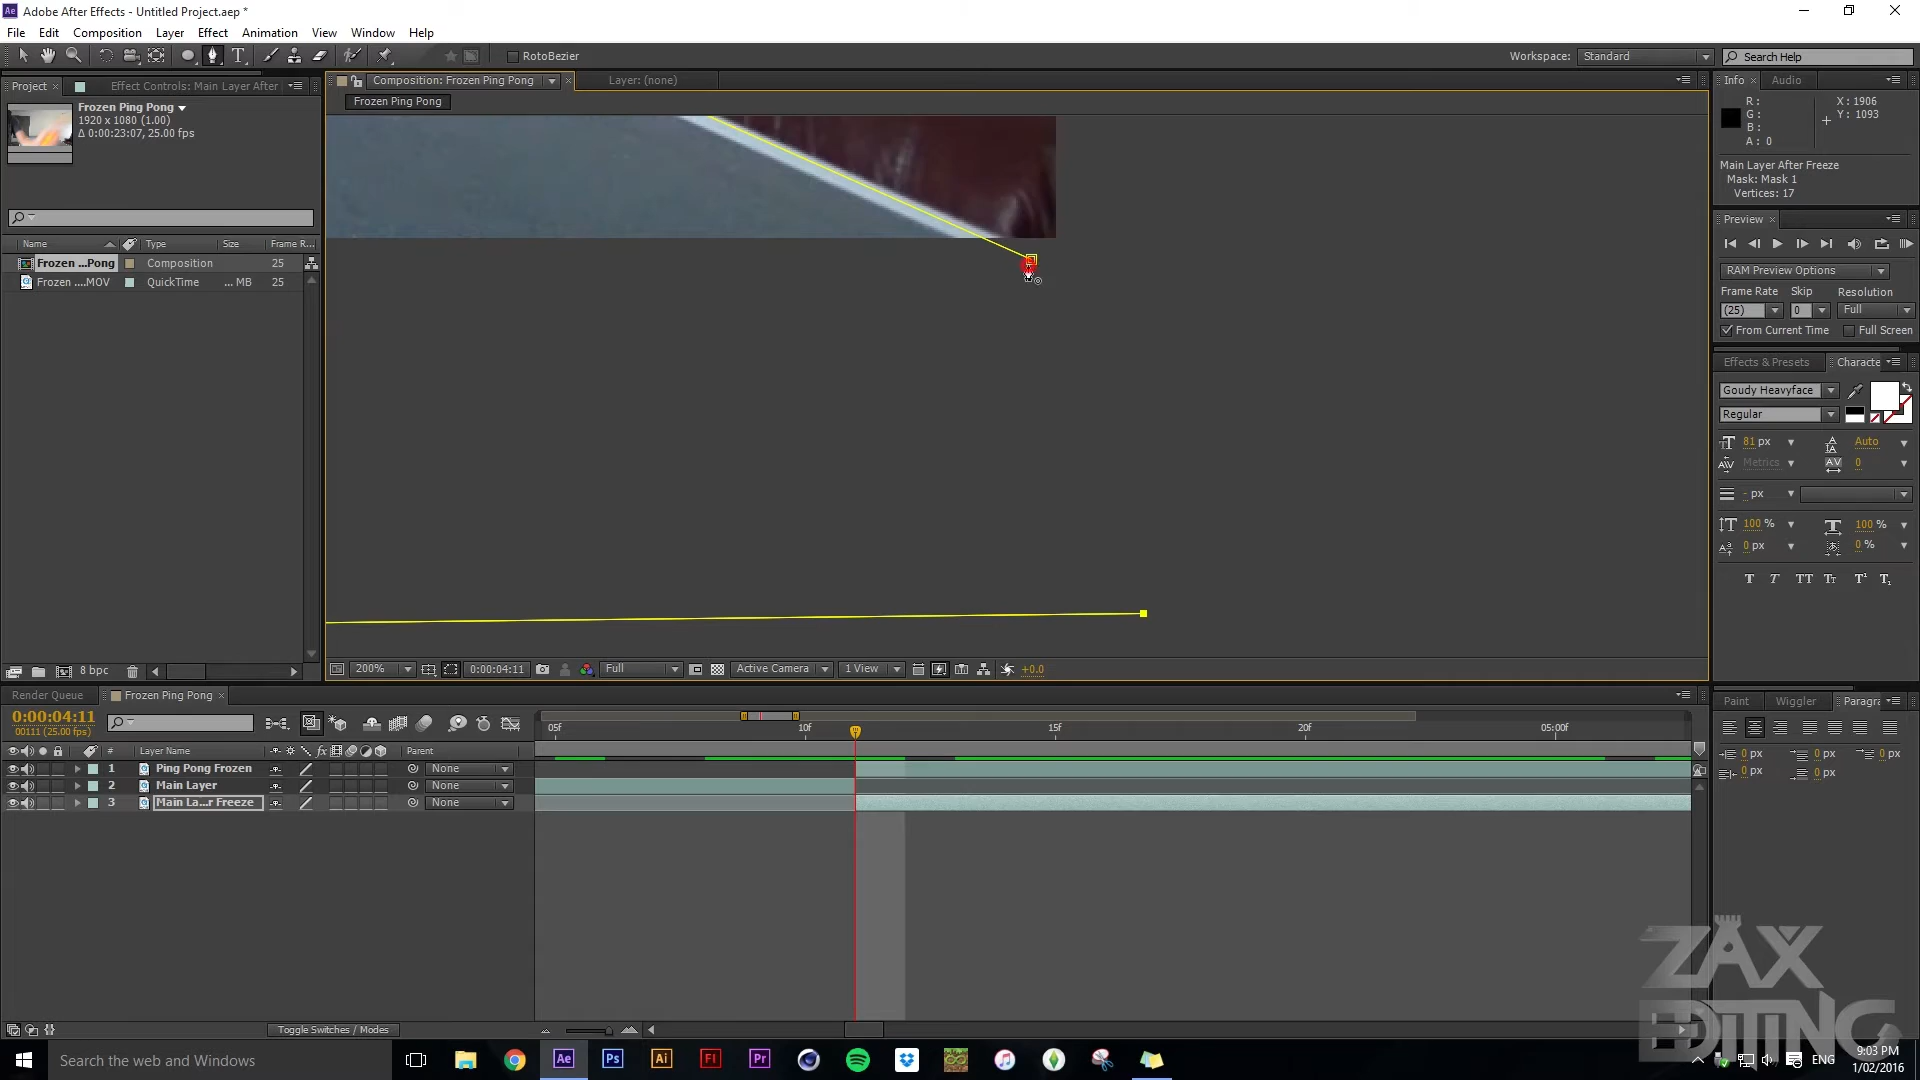 Adobe After Effects - Untitled Project.aep *
File Edit Composition Layer Effect Animation View Window Help
RotoBezier
Workspace: Standard
Search Help
Project
Effect Controls: Main Layer After
Composition: Frozen Ping Pong
Layer: (none)
Info
Audio
Frozen Ping Pong
1920 x 1080 (1.00)
Δ 0:00:23:07, 25.00 fps
Frozen Ping Pong
R:
G:
B:
A: 0
X: 1906
Y: 1093
Main Layer After Freeze
Mask: Mask 1
Vertices: 17
Preview
Name Type Size Frame R...
Frozen ...Pong Composition 25
Frozen ....MOV QuickTime ... MB 25
RAM Preview Options
Frame Rate Skip Resolution
(25) 0 Full
From Current Time Full Screen
Effects & Presets
Characte
Goudy Heavyface
Regular
81 px Auto
Metrics 0
- px
100 % 100 %
0 px 0 %
8 bpc
200% 0:00:04:11 Full Active Camera 1 View +0.0
Render Queue
Frozen Ping Pong
Paint Wiggler Paragra
0:00:04:11
00111 (25.00 fps)
05f 10f 15f 20f 05:00f
# Layer Name Parent
1 Ping Pong Frozen None
2 Main Layer None
3 Main La...r Freeze None
0 px 0 px 0 px
0 px 0 px
Toggle Switches / Modes
ZAX
EDITING
Search the web and Windows
Ae Ps Ai Fl Pr
ENG
9:03 PM
1/02/2016